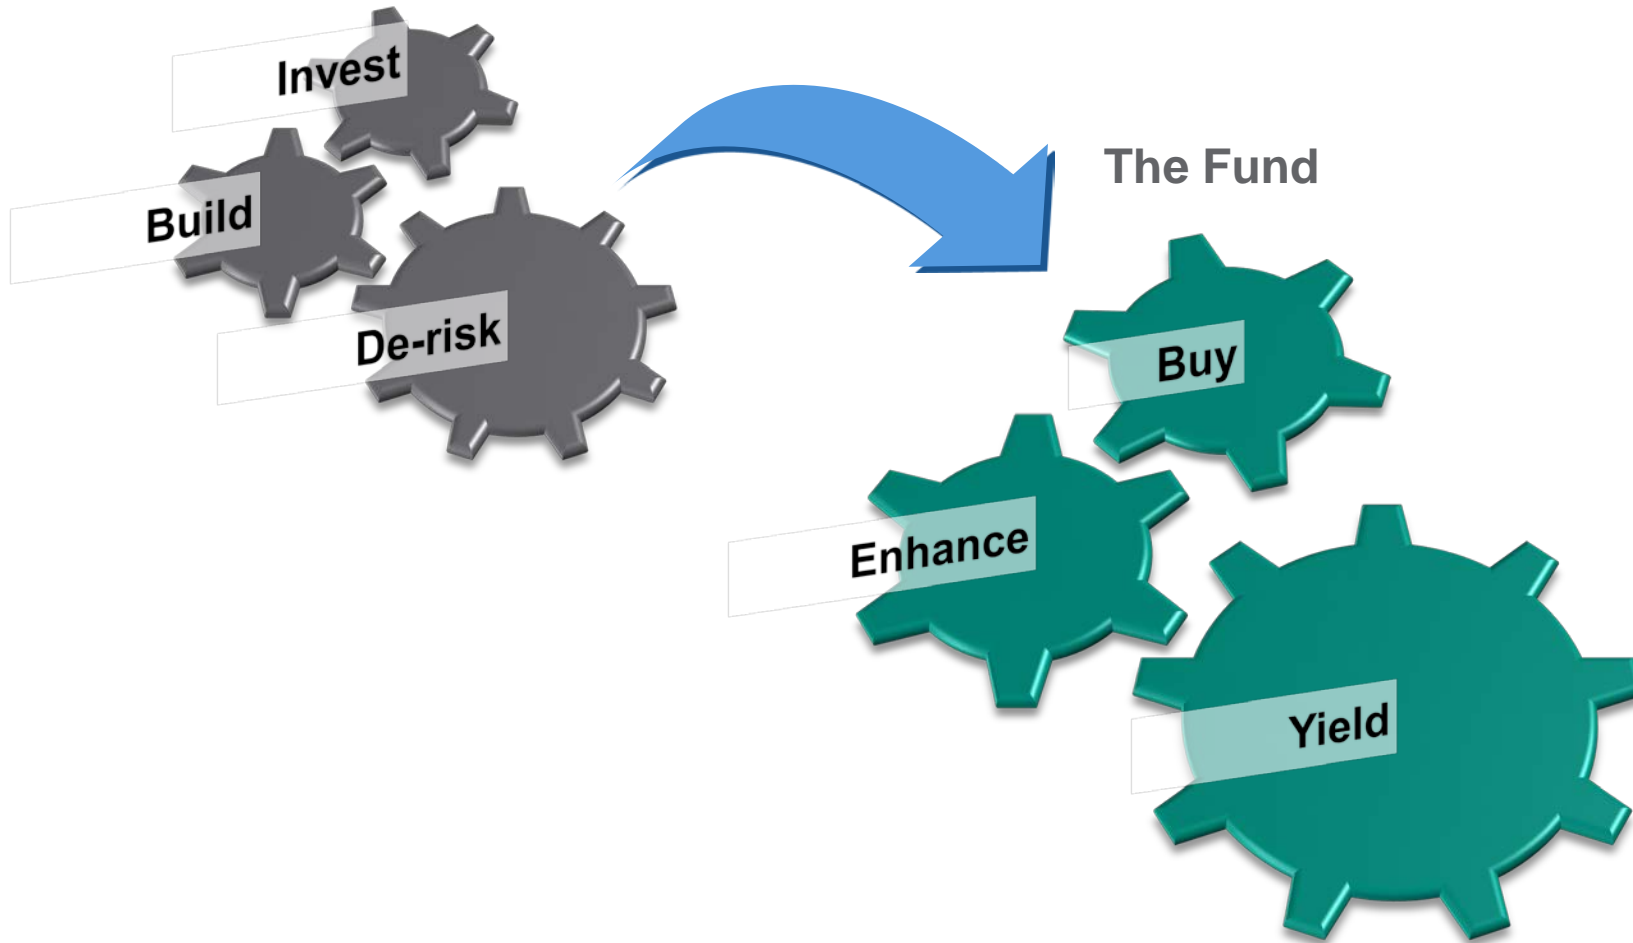 Invest
Build
De-risk
The Fund
Buy
Enhance
Yield